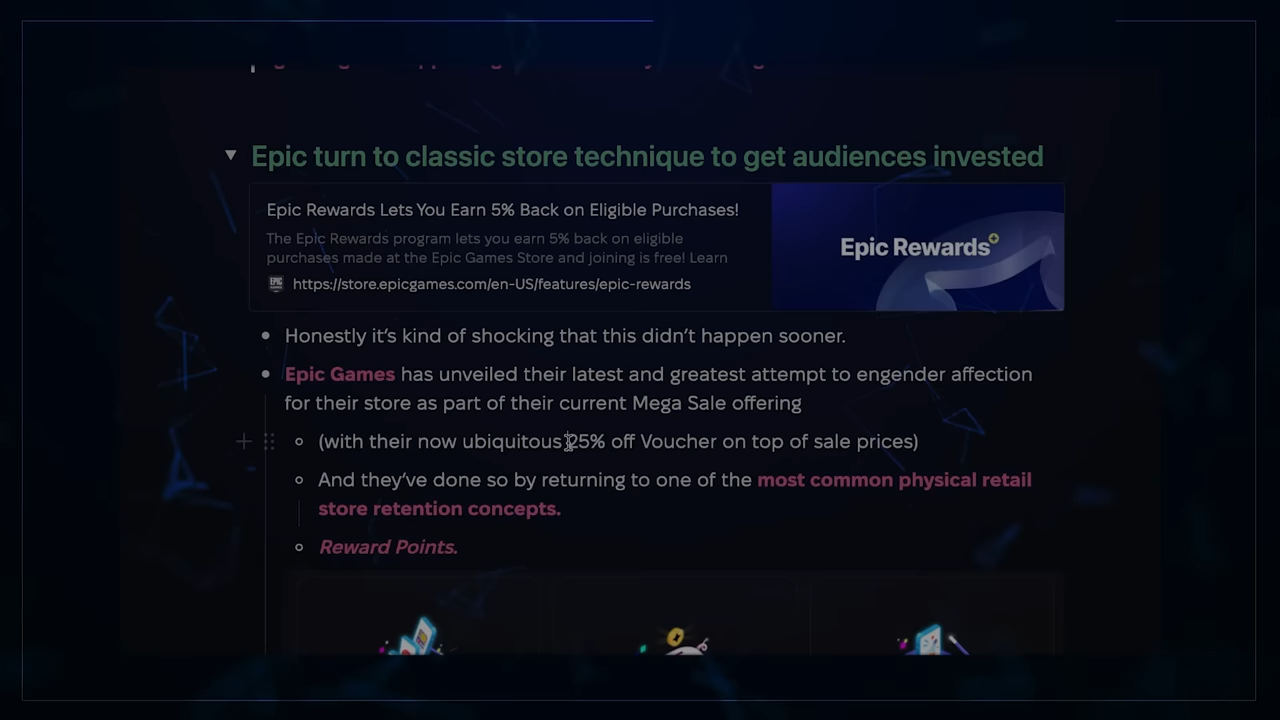 Epic turn to classic store technique to get audiences invested
Epic Rewards Lets You Earn 5% Back on Eligible Purchases!
The Epic Rewards program lets you earn 5% back on eligible
purchases made at the Epic Games Store and joining is free! Learn
https://store.epicgames.com/en-US/features/epic-rewards
Epic Rewards
Honestly it's kind of shocking that this didn't happen sooner.
Epic Games has unveiled their latest and greatest attempt to engender affection
for their store as part of their current Mega Sale offering
(with their now ubiquitous 25% off Voucher on top of sale prices)
And they've done so by returning to one of the most common physical retail
store retention concepts.
Reward Points.